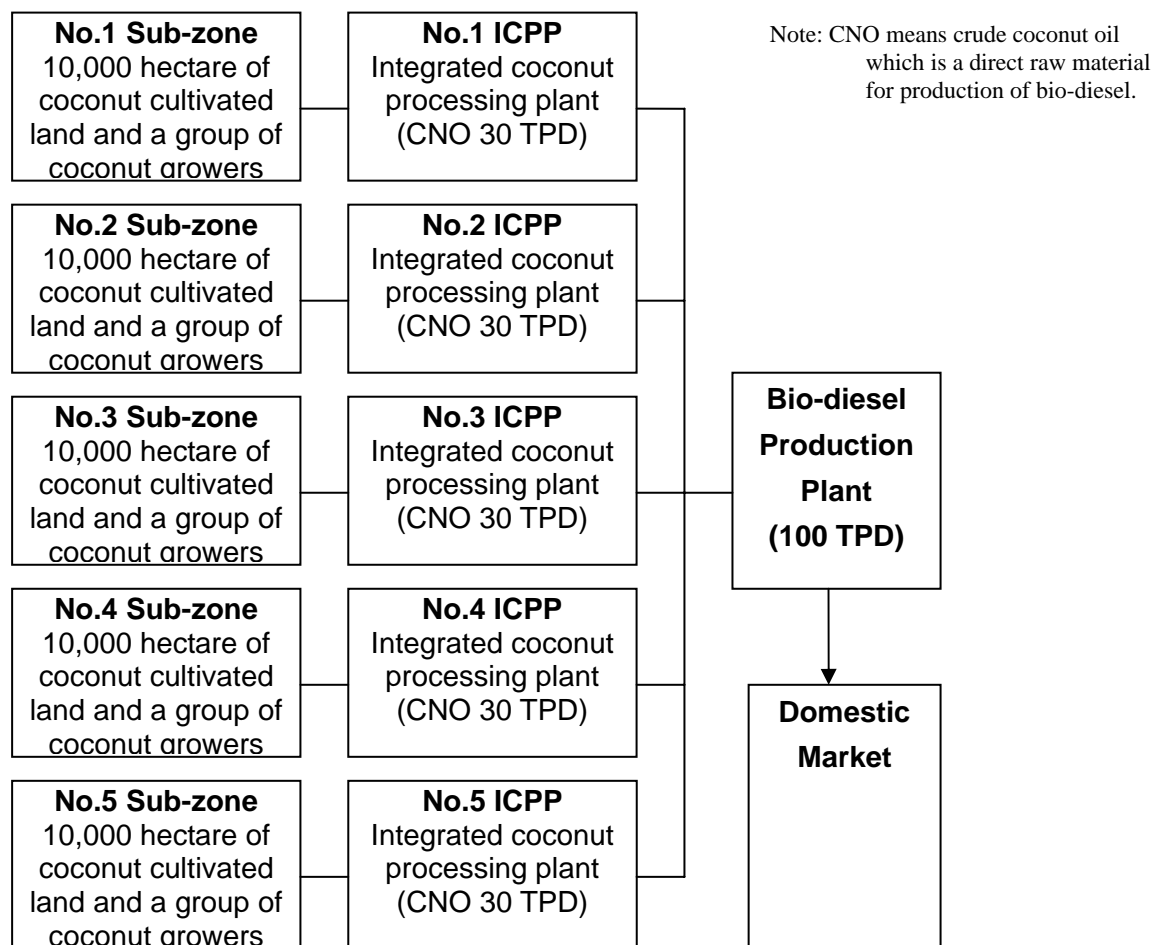 No.1 Sub-zone
10,000 hectare of
coconut cultivated
land and a group of
coconut growers
No.1 ICPP
Integrated coconut
processing plant
(CNO 30 TPD)
Note: CNO means crude coconut oil
which is a direct raw material
for production of bio-diesel.
No.2 Sub-zone
10,000 hectare of
coconut cultivated
land and a group of
coconut growers
No.2 ICPP
Integrated coconut
processing plant
(CNO 30 TPD)
No.3 Sub-zone
10,000 hectare of
coconut cultivated
land and a group of
coconut growers
No.3 ICPP
Integrated coconut
processing plant
(CNO 30 TPD)
Bio-diesel
Production
Plant
(100 TPD)
No.4 Sub-zone
10,000 hectare of
coconut cultivated
land and a group of
coconut growers
No.4 ICPP
Integrated coconut
processing plant
(CNO 30 TPD)
Domestic
Market
No.5 Sub-zone
10,000 hectare of
coconut cultivated
land and a group of
coconut growers
No.5 ICPP
Integrated coconut
processing plant
(CNO 30 TPD)